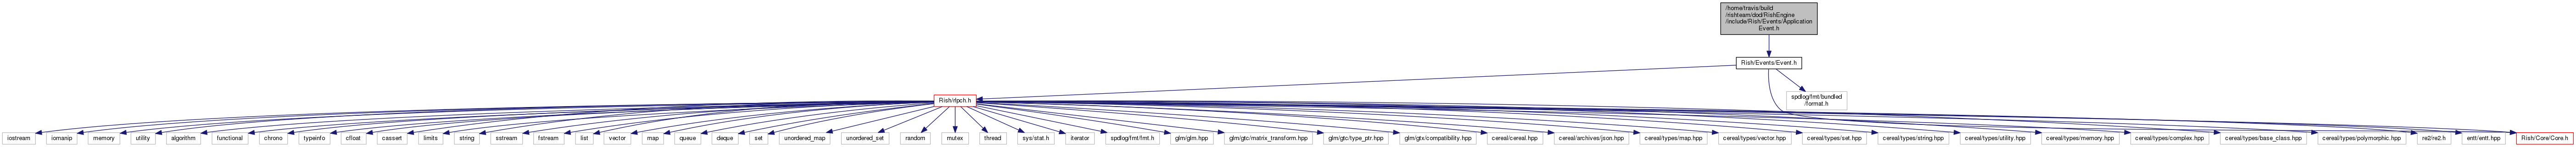 /home/travis/build
/rishteam/dod/RishEngine
/include/Rish/Events/Application
Event.h
Rish/Events/Event.h
Rish/rlpch.h
spdlog/fmt/bundled
/format.h
iostream
iomanip
memory
utility
algorithm
functional
chrono
typeinfo
cfloat
cassert
limits
string
sstream
fstream
list
vector
map
queue
deque
set
unordered_map
unordered_set
random
mutex
thread
sys/stat.h
iterator
spdlog/fmt/fmt.h
glm/glm.hpp
glm/gtc/matrix_transform.hpp
glm/gtc/type_ptr.hpp
glm/gtx/compatibility.hpp
cereal/cereal.hpp
cereal/archives/json.hpp
cereal/types/map.hpp
cereal/types/vector.hpp
cereal/types/set.hpp
cereal/types/string.hpp
cereal/types/utility.hpp
cereal/types/memory.hpp
cereal/types/complex.hpp
cereal/types/base_class.hpp
cereal/types/polymorphic.hpp
re2/re2.h
entt/entt.hpp
Rish/Core/Core.h